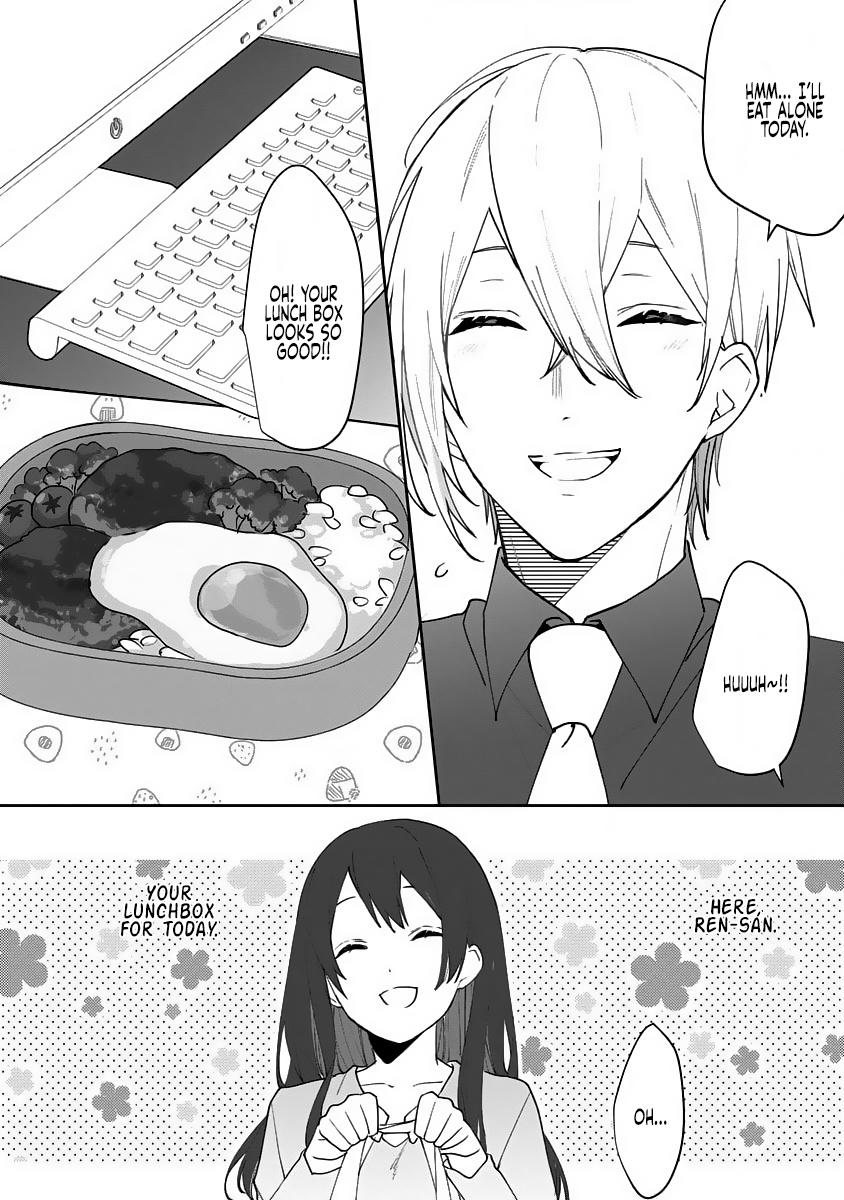 HMM... I'LL
EAT ALONE
TODAY.
HUUUH~!!
OH! YOUR
LUNCH BOX
LOOKS SO
GOOD!!
HERE,
REN-SAN.
YOUR
LUNCHBOX
FOR TODAY.
OH...